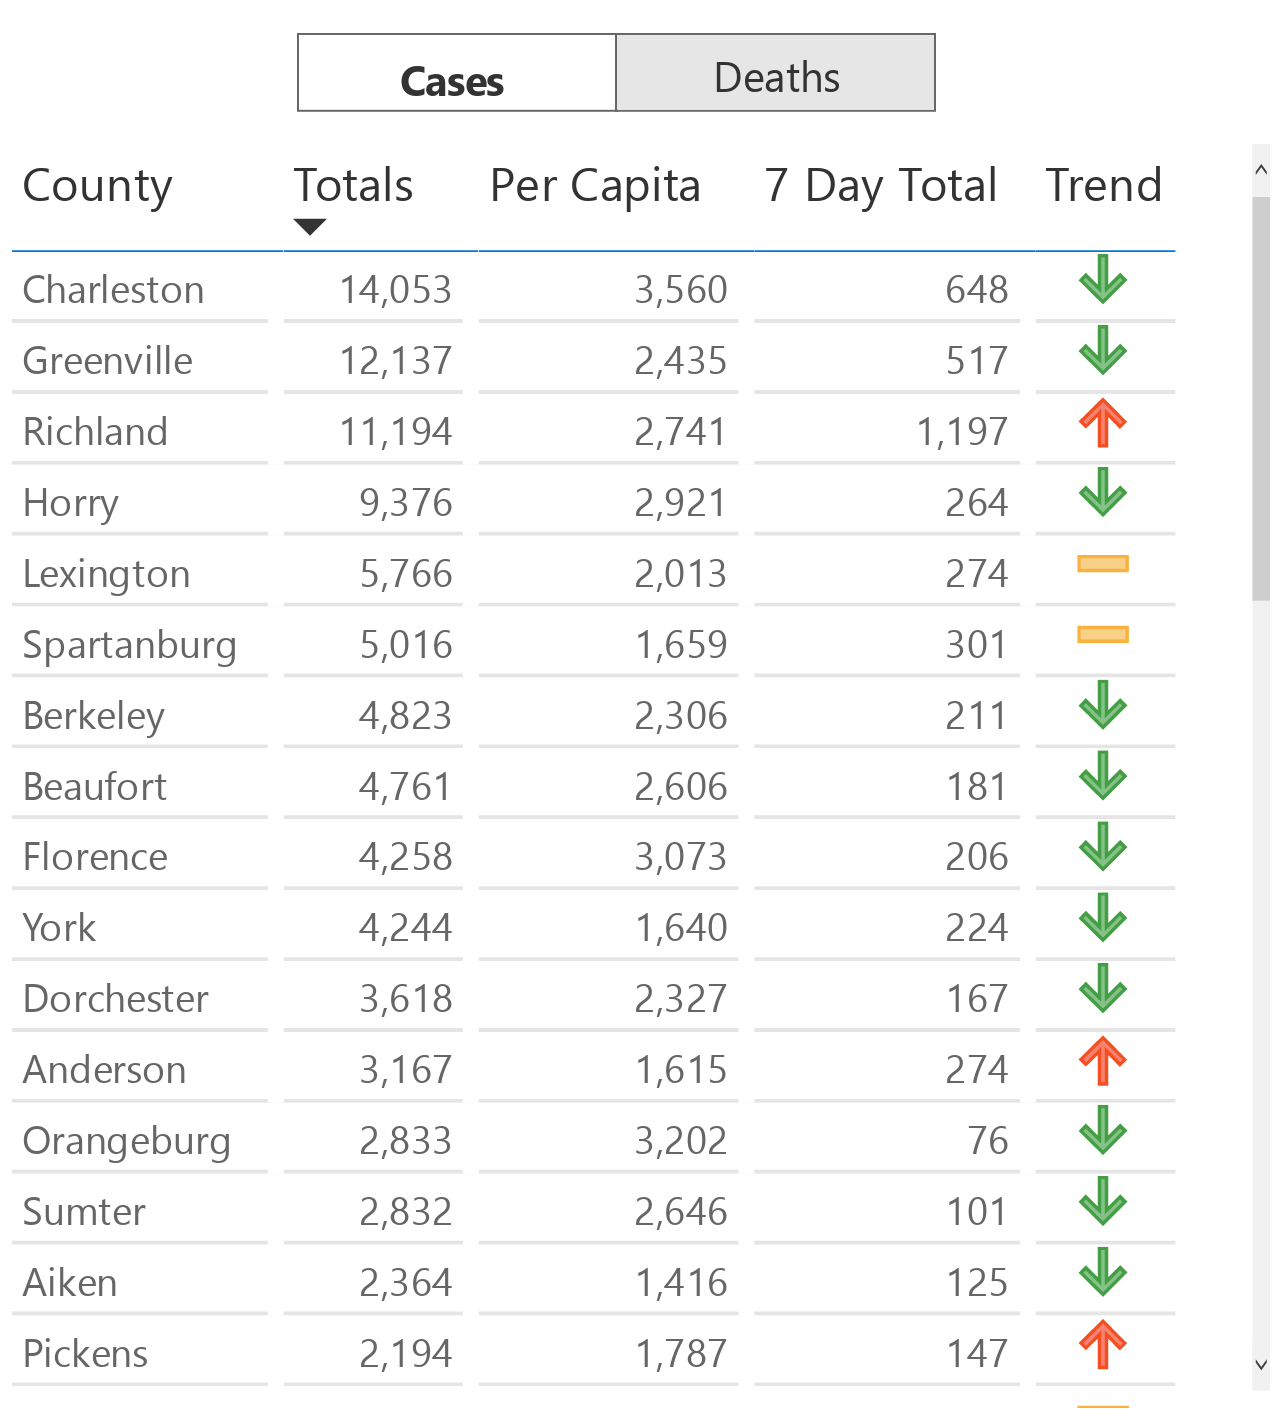 Cases Deaths
County Totals Per Capita 7 Day Total Trend
Charleston 14,053 3,560 648
Greenville 12,137 2,435 517
Richland 11,194 2,741 1,197
Horry 9,376 2,921 264
Lexington 5,766 2,013 274
Spartanburg 5,016 1,659 301
Berkeley 4,823 2,306 211
Beaufort 4,761 2,606 181
Florence 4,258 3,073 206
York 4,244 1,640 224
Dorchester 3,618 2,327 167
Anderson 3,167 1,615 274
Orangeburg 2,833 3,202 76
Sumter 2,832 2,646 101
Aiken 2,364 1,416 125
Pickens 2,194 1,787 147